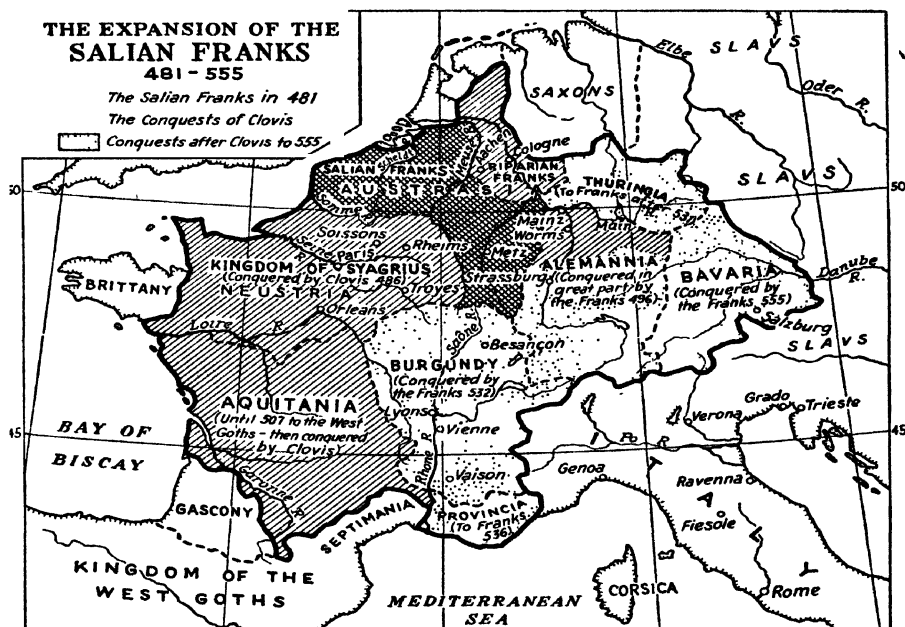 THE EXPANSION OF THE
SALIAN FRANKS
481-555
The Salian Franks in 481
The Conquests of Clovis
Conquests after Clovis to 555
SLAVS
Elbe
R.
Oder R.
SAXONS
SLAVS
Cologne
Aachen
RIPARIAN
FRANKS
SALIAN FRANKS
Scheldt
AUSTRASIA
THURINGIA
(To Franks after 531)
50
50
Somme
Soissons
Rheims
Seine
R.
Paris
Mainz
Worms
Main
Metz
Strassburg
KINGDOM OF SYAGRIUS
(Conquered by Clovis 486)
NEUSTRIA
Troyes
Orleans
ALEMANNIA
(Conquered in
great part by
the Franks 496)
BAVARIA
(Conquered by
the Franks 555)
Danube
R.
Salzburg
SLAVS
BRITTANY
Loire
R.
Saône R.
Besançon
BURGUNDY
(Conquered by
the Franks 532)
Lyons
Vienne
Rhone R.
Vaison
AQUITANIA
(Until 507 to the West
Goths-then conquered
by Clovis)
45
45
BAY OF
BISCAY
Garonne
R.
GASCONY
SEPTIMANIA
PROVINCIA
(To Franks
536)
Verona
Grado
Trieste
Po R.
Genoa
Ravenna
Fiesole
ITALY
Rome
CORSICA
KINGDOM OF THE
WEST GOTHS
MEDITERRANEAN
SEA